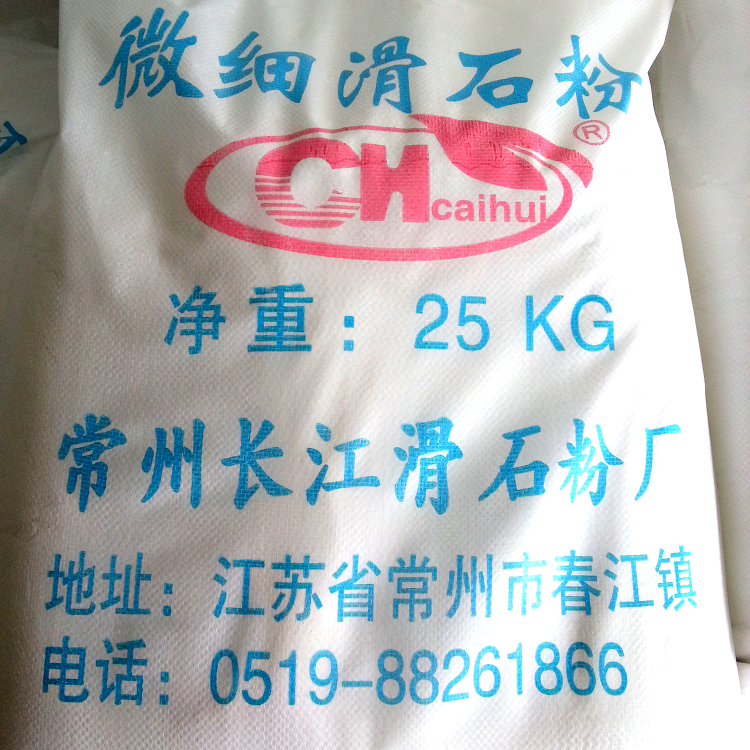 微细滑石粉
CH caihui ®
净重：25 KG
常州长江滑石粉厂
地址：江苏省常州市春江镇
电话：0519-88261866